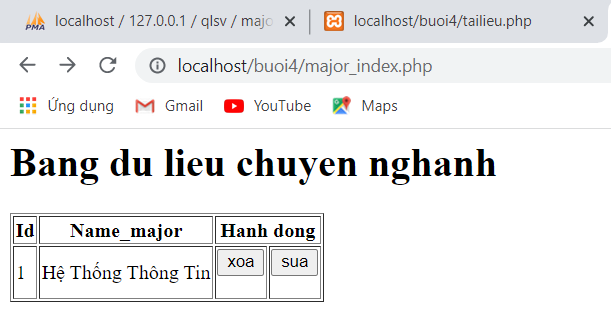 PMA localhost / 127.0.0.1 / qlsv / majo
localhost/buoi4/tailieu.php
localhost/buoi4/major_index.php
Ứng dụng Gmail YouTube Maps
Bang du lieu chuyen nghanh
Id Name_major Hanh dong
1 Hệ Thống Thông Tin xoa sua